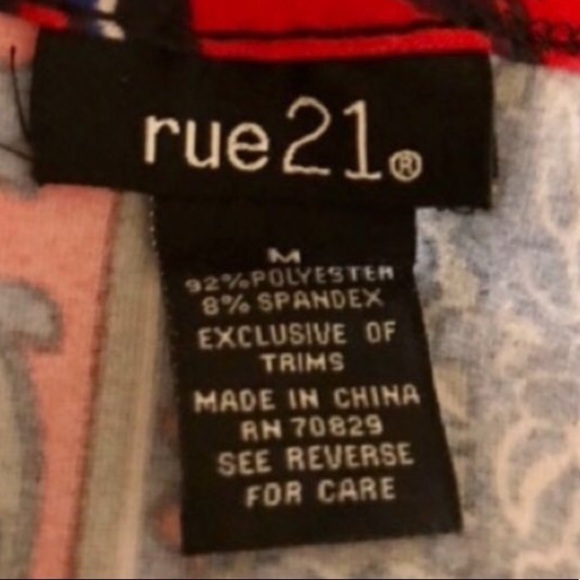 rue21®
M
92% POLYESTER
8% SPANDEX
EXCLUSIVE OF
TRIMS
MADE IN CHINA
RN 70829
SEE REVERSE
FOR CARE